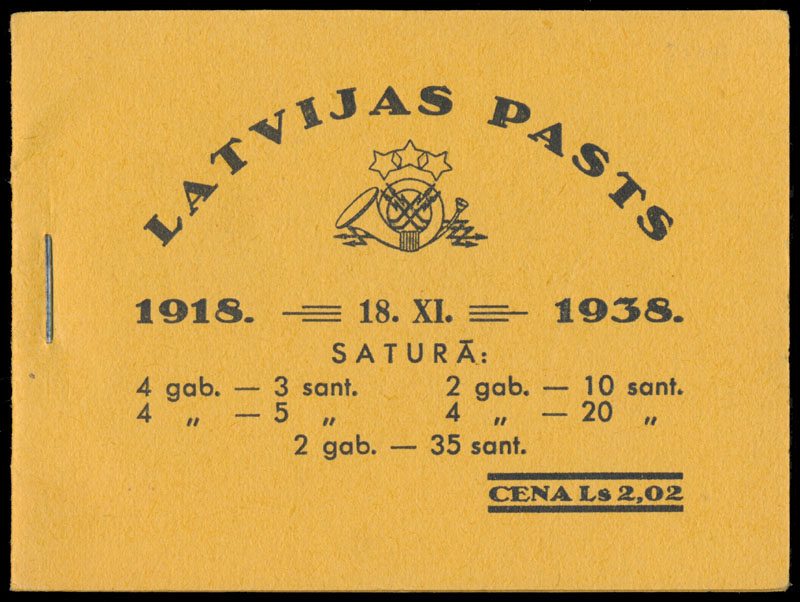 LATVIJAS PASTS
1918. 18. XI. 1938.
SATURĀ:
4 gab. — 3 sant. 2 gab. — 10 sant.
4 „ — 5 „ 4 „ — 20 „
2 gab. — 35 sant.
CENA Ls 2,02